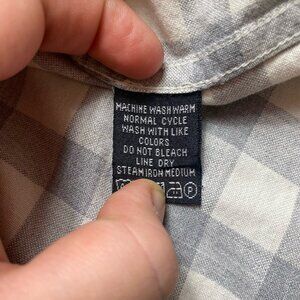 MACHINE WASH WARM
NORMAL CYCLE
WASH WITH LIKE
COLORS
DO NOT BLEACH
LINE DRY
STEAM IRON MEDIUM
P